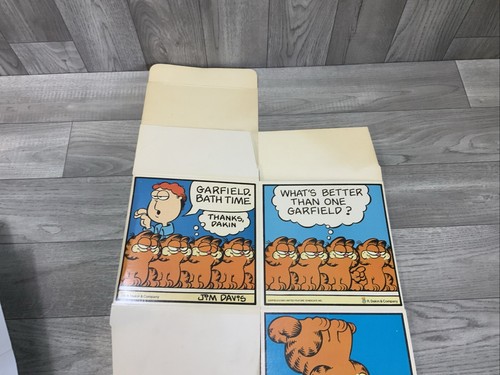 GARFIELD,
BATH TIME
THANKS,
DAKIN
JIM DAVIS
WHAT'S BETTER
THAN ONE
GARFIELD?